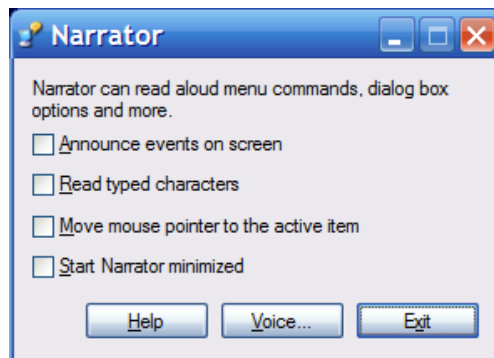 Narrator
Narrator can read aloud menu commands, dialog box
options and more.
Announce events on screen
Read typed characters
Move mouse pointer to the active item
Start Narrator minimized
Help
Voice...
Exit